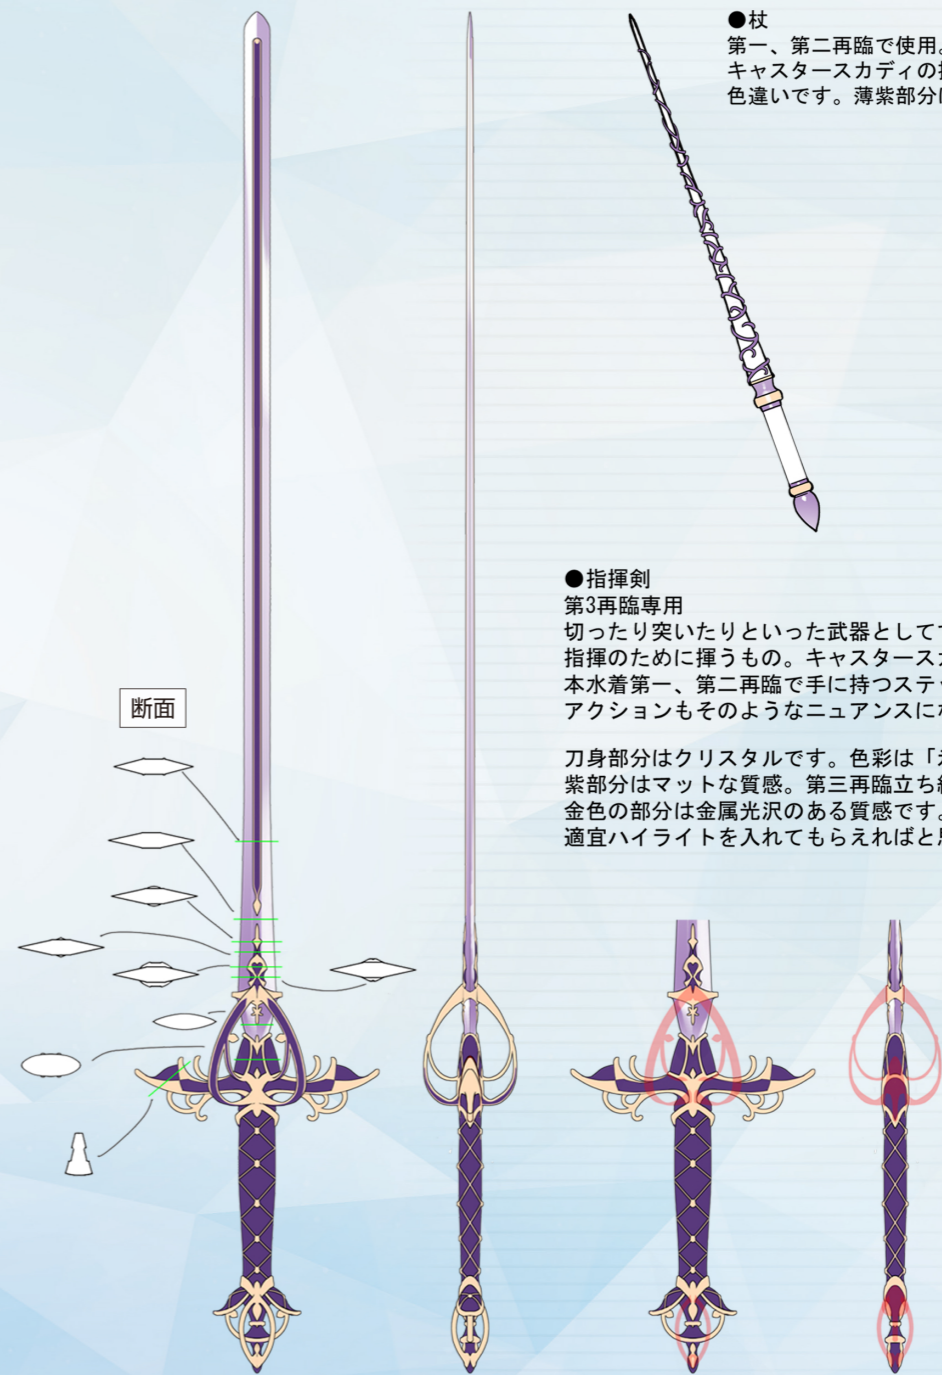 ●杖
第一、第二再臨で使用。
キャスタースカディの
色違いです。薄紫部分
●指揮剣
第3再臨専用
切ったり突いたりといった武器として
指揮のために揮うもの。キャスタース
本水着第一、第二再臨で手に持つステ
アクションもそのようなニュアンスに
刀身部分はクリスタルです。色彩は「
紫部分はマットな質感。第三再臨立ち
金色の部分は金属光沢のある質感です。
適宜ハイライトを入れてもらえればと
断面